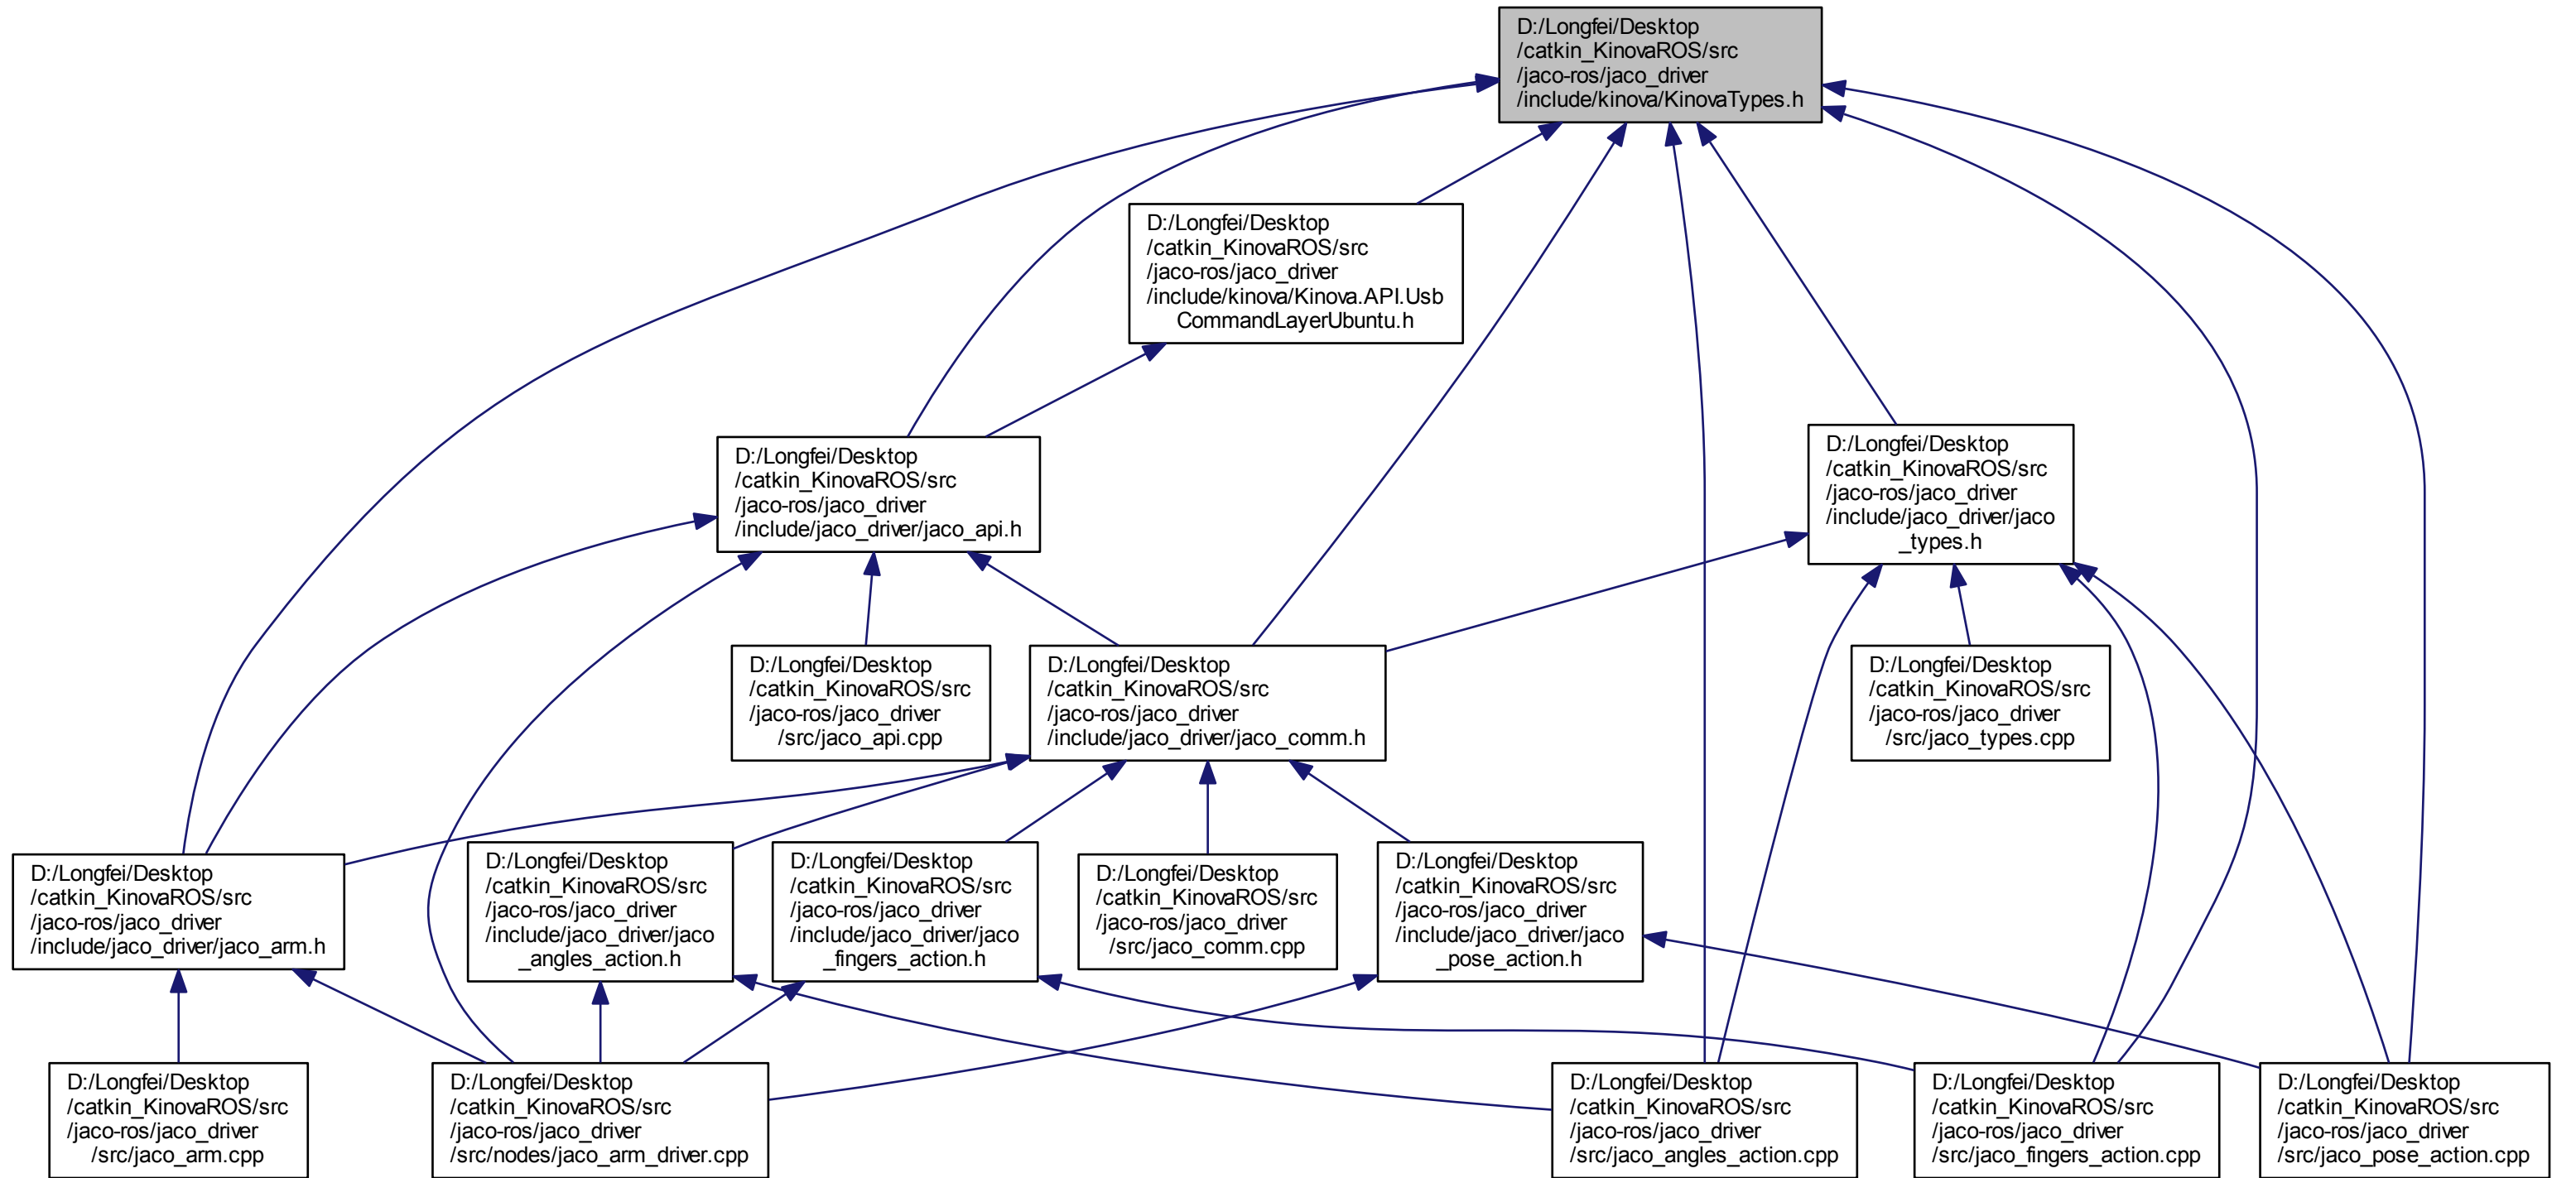 D:/Longfei/Desktop
/catkin_KinovaROS/src
/jaco-ros/jaco_driver
/include/kinova/KinovaTypes.h
D:/Longfei/Desktop
/catkin_KinovaROS/src
/jaco-ros/jaco_driver
/include/kinova/Kinova.API.Usb
CommandLayerUbuntu.h
D:/Longfei/Desktop
/catkin_KinovaROS/src
/jaco-ros/jaco_driver
/include/jaco_driver/jaco_api.h
D:/Longfei/Desktop
/catkin_KinovaROS/src
/jaco-ros/jaco_driver
/include/jaco_driver/jaco
_types.h
D:/Longfei/Desktop
/catkin_KinovaROS/src
/jaco-ros/jaco_driver
/src/jaco_api.cpp
D:/Longfei/Desktop
/catkin_KinovaROS/src
/jaco-ros/jaco_driver
/include/jaco_driver/jaco_comm.h
D:/Longfei/Desktop
/catkin_KinovaROS/src
/jaco-ros/jaco_driver
/src/jaco_types.cpp
D:/Longfei/Desktop
/catkin_KinovaROS/src
/jaco-ros/jaco_driver
/include/jaco_driver/jaco_arm.h
D:/Longfei/Desktop
/catkin_KinovaROS/src
/jaco-ros/jaco_driver
/include/jaco_driver/jaco
_angles_action.h
D:/Longfei/Desktop
/catkin_KinovaROS/src
/jaco-ros/jaco_driver
/include/jaco_driver/jaco
_fingers_action.h
D:/Longfei/Desktop
/catkin_KinovaROS/src
/jaco-ros/jaco_driver
/src/jaco_comm.cpp
D:/Longfei/Desktop
/catkin_KinovaROS/src
/jaco-ros/jaco_driver
/include/jaco_driver/jaco
_pose_action.h
D:/Longfei/Desktop
/catkin_KinovaROS/src
/jaco-ros/jaco_driver
/src/jaco_arm.cpp
D:/Longfei/Desktop
/catkin_KinovaROS/src
/jaco-ros/jaco_driver
/src/nodes/jaco_arm_driver.cpp
D:/Longfei/Desktop
/catkin_KinovaROS/src
/jaco-ros/jaco_driver
/src/jaco_angles_action.cpp
D:/Longfei/Desktop
/catkin_KinovaROS/src
/jaco-ros/jaco_driver
/src/jaco_fingers_action.cpp
D:/Longfei/Desktop
/catkin_KinovaROS/src
/jaco-ros/jaco_driver
/src/jaco_pose_action.cpp